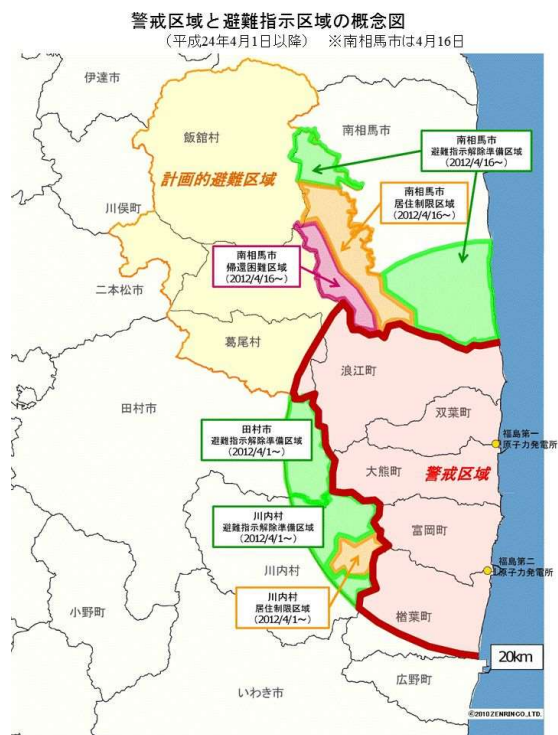 警戒区域と避難指示区域の概念図
（平成24年4月1日以降） ※南相馬市は4月16日
伊達市
飯舘村
南相馬市
南相馬市
避難指示解除準備区域
(2012/4/16～)
計画的避難区域
南相馬市
居住制限区域
(2012/4/16～)
川俣町
南相馬市
帰還困難区域
(2012/4/16～)
二本松市
葛尾村
浪江町
田村市
双葉町
田村市
避難指示解除準備区域
(2012/4/1～)
福島第一
原子力発電所
大熊町
警戒区域
川内村
避難指示解除準備区域
(2012/4/1～)
富岡町
福島第二
原子力発電所
川内村
川内村
居住制限区域
(2012/4/1～)
小野町
楢葉町
20km
広野町
いわき市
©2010ZENRINCO.,LTD.